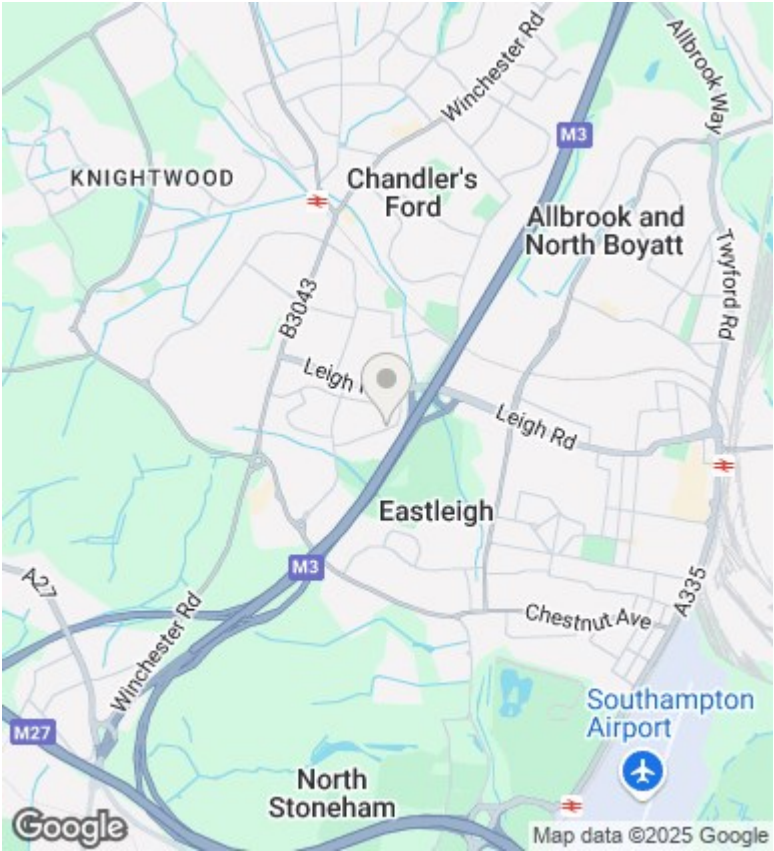 Winchester Rd
Allbrook Way
M3
KNIGHTWOOD
Chandler's
Ford
Allbrook and
North Boyatt
Twyford Rd
B3043
Leigh
Leigh Rd
Eastleigh
M3
A27
Chestnut Ave
A335
Winchester Rd
Southampton
Airport
M27
North
Stoneham
Google
Map data ©2025 Google